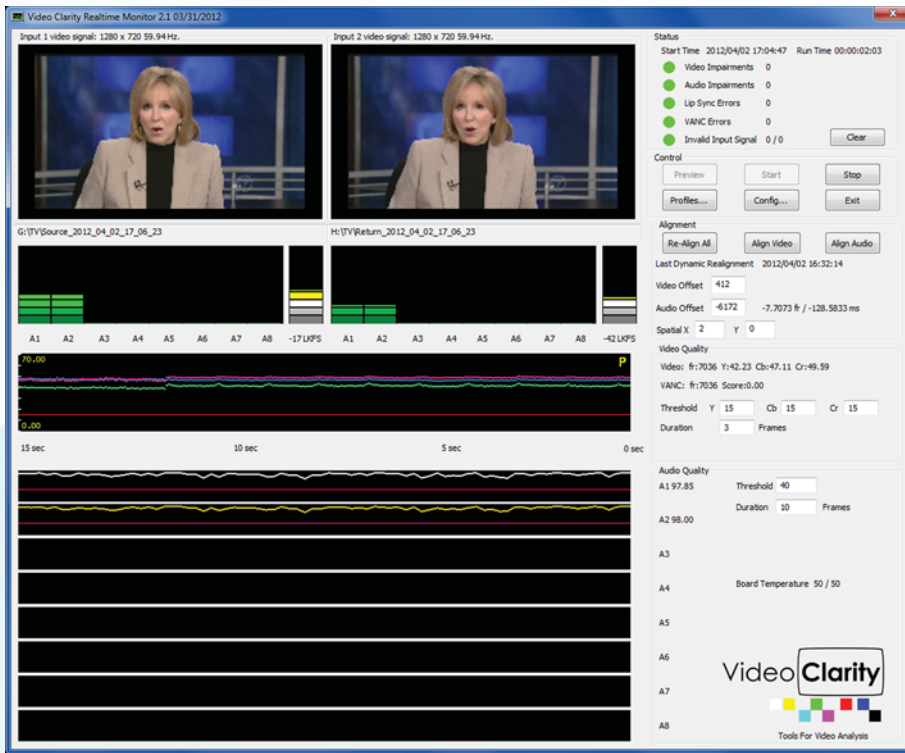 Video Clarity Realtime Monitor 2.1 03/31/2012
Input 1 video signal: 1280 x 720 59.94 Hz.
Input 2 video signal: 1280 x 720 59.94 Hz.
G:\TV\Source_2012_04_02_17_06_23
H:\TV\Return_2012_04_02_17_06_23
A1 A2 A3 A4 A5 A6 A7 A8 -17 LKFS
A1 A2 A3 A4 A5 A6 A7 A8 -42 LKFS
70.00
P
0.00
15 sec 10 sec 5 sec 0 sec
Status
Start Time 2012/04/02 17:04:47 Run Time 00:00:02:03
Video Impairments 0
Audio Impairments 0
Lip Sync Errors 0
VANC Errors 0
Invalid Input Signal 0 / 0
Clear
Control
Preview Start Stop
Profiles... Config... Exit
Alignment
Re-Align All Align Video Align Audio
Last Dynamic Realignment 2012/04/02 16:32:14
Video Offset 412
Audio Offset -6172 -7.7073 fr / -128.5833 ms
Spatial X 2 Y 0
Video Quality
Video: fr:7036 Y:42.23 Cb:47.11 Cr:49.59
VANC: fr:7036 Score:0.00
Threshold Y 15 Cb 15 Cr 15
Duration 3 Frames
Audio Quality
A1 97.85 Threshold 40
Duration 10 Frames
A2 98.00
A3
A4 Board Temperature 50 / 50
A5
A6
A7
A8
Video Clarity
Tools For Video Analysis